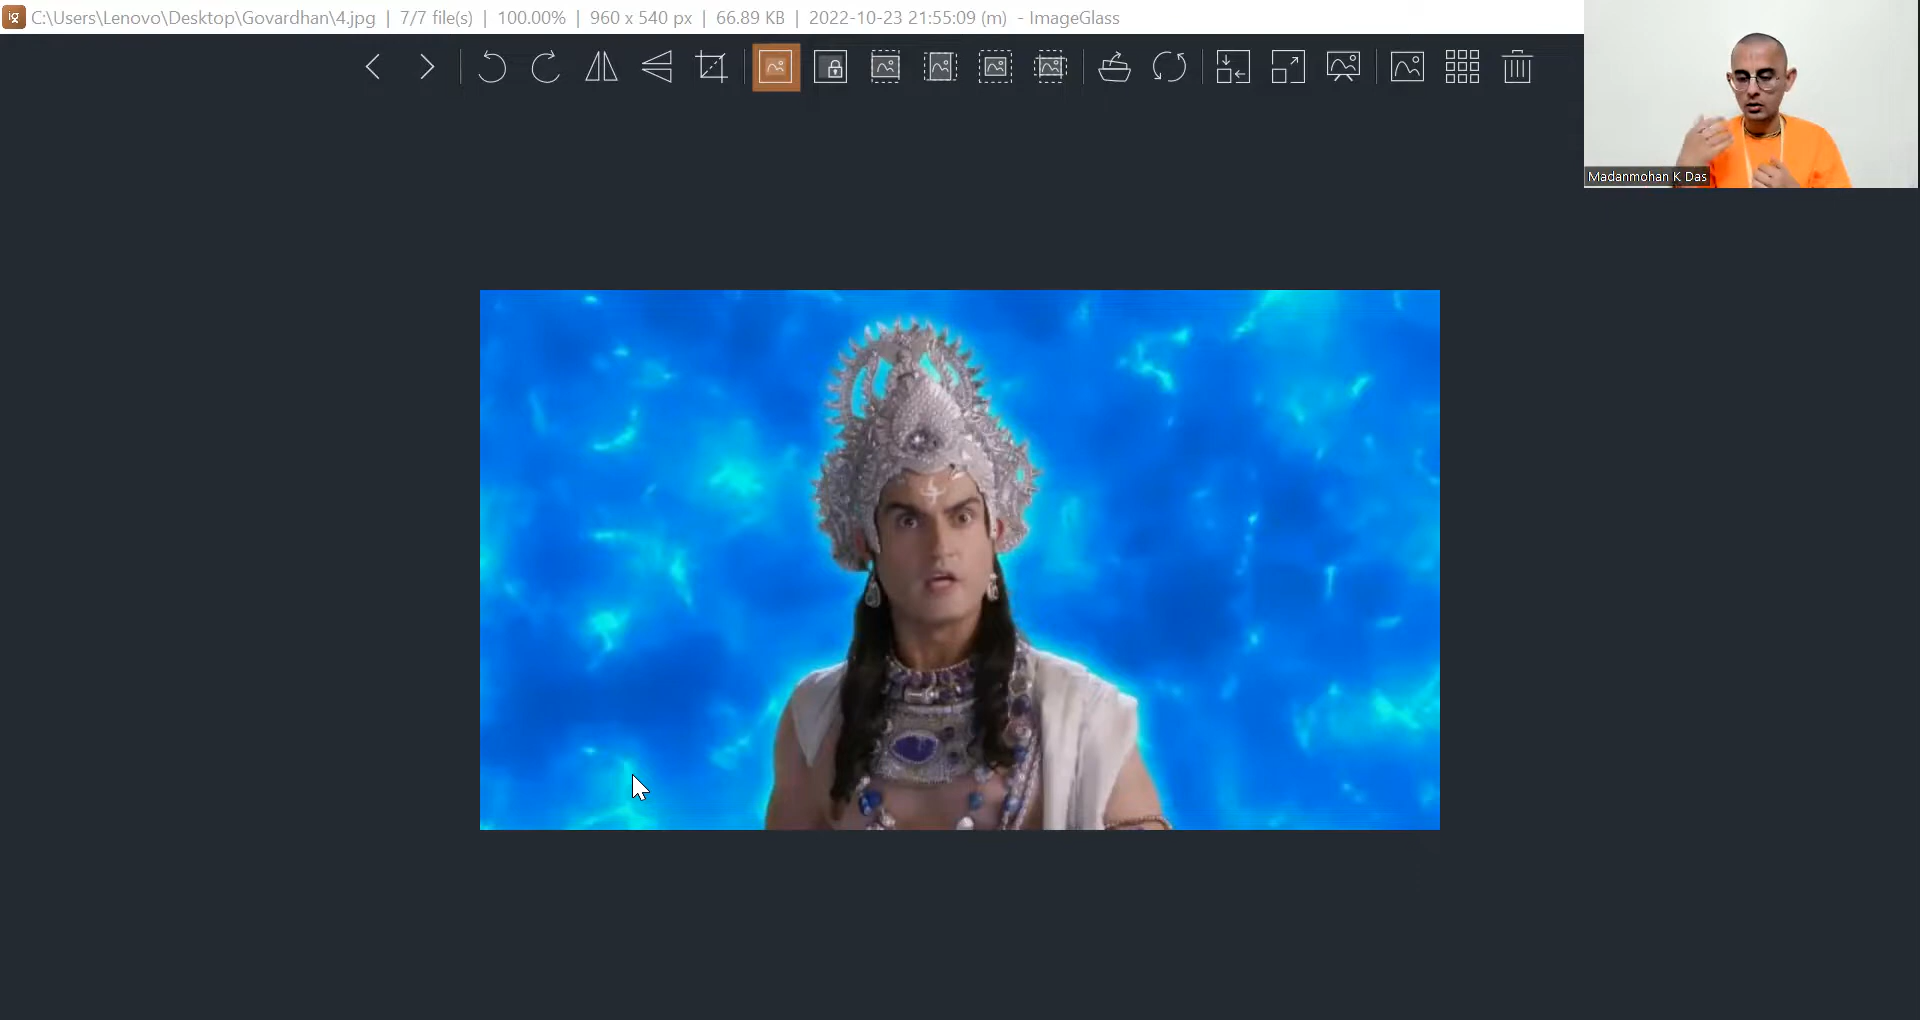 C:\Users\Lenovo\Desktop\Govardhan\4.jpg | 7/7 file(s) | 100.00% | 960 x 540 px | 66.89 KB | 2022-10-23 21:55:09 (m) - ImageGlass
Madanmohan K Das